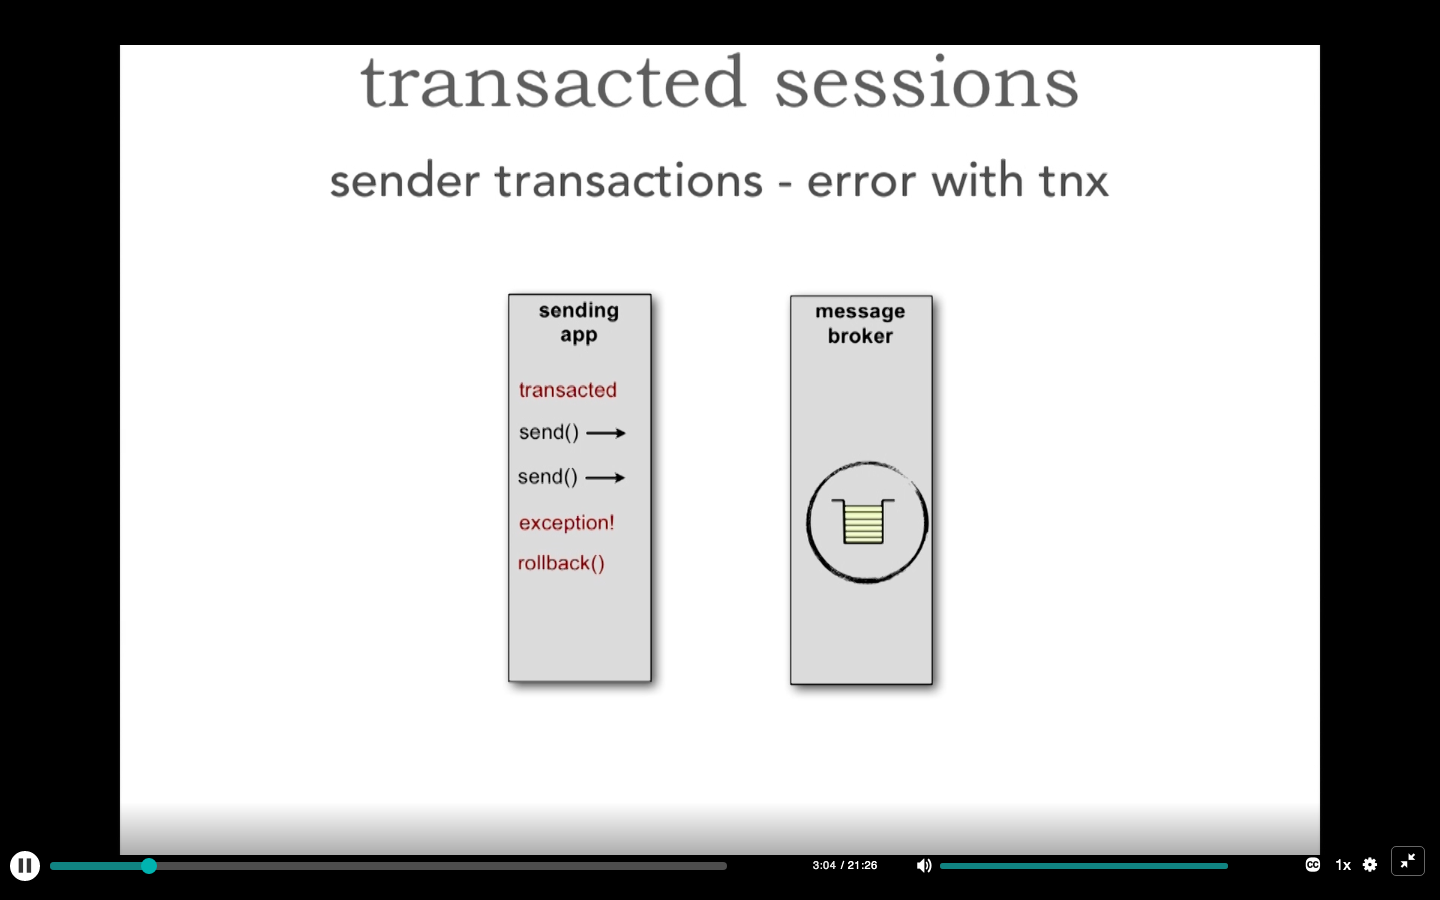 transacted sessions
sender transactions - error with tnx
sending
app
transacted
send()
send()
exception!
rollback()
message
broker
3:04 / 21:26
CC
1x